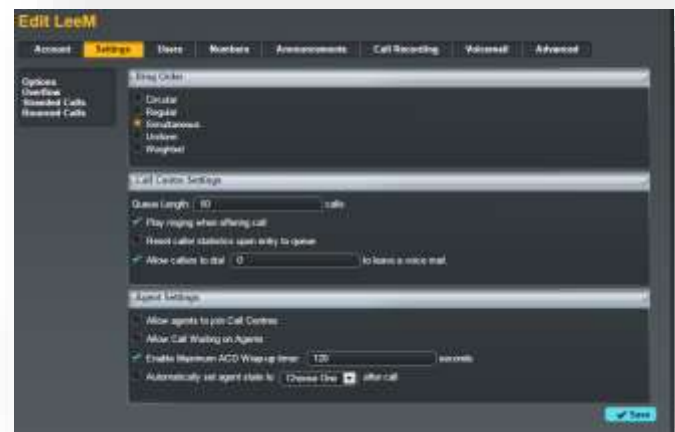 Edit LeeM
Account Settings Users Numbers Announcements Call Recording Voicemail Advanced
Options
Overflow
Stranded Calls
Bounced Calls
Ring Order
Circular
Regular
Simultaneous
Uniform
Weighted
Call Centre Settings
Queue Length calls
Play ringing when offering call
Reset caller statistics upon entry to queue
Allow callers to dial 0 to leave a voice mail
Agent Settings
Allow agents to join Call Centres
Allow Call Waiting on Agents
Enable Maximum ACD Wrap-up timer 120 seconds
Automatically set agent state to Choose One after call
Save